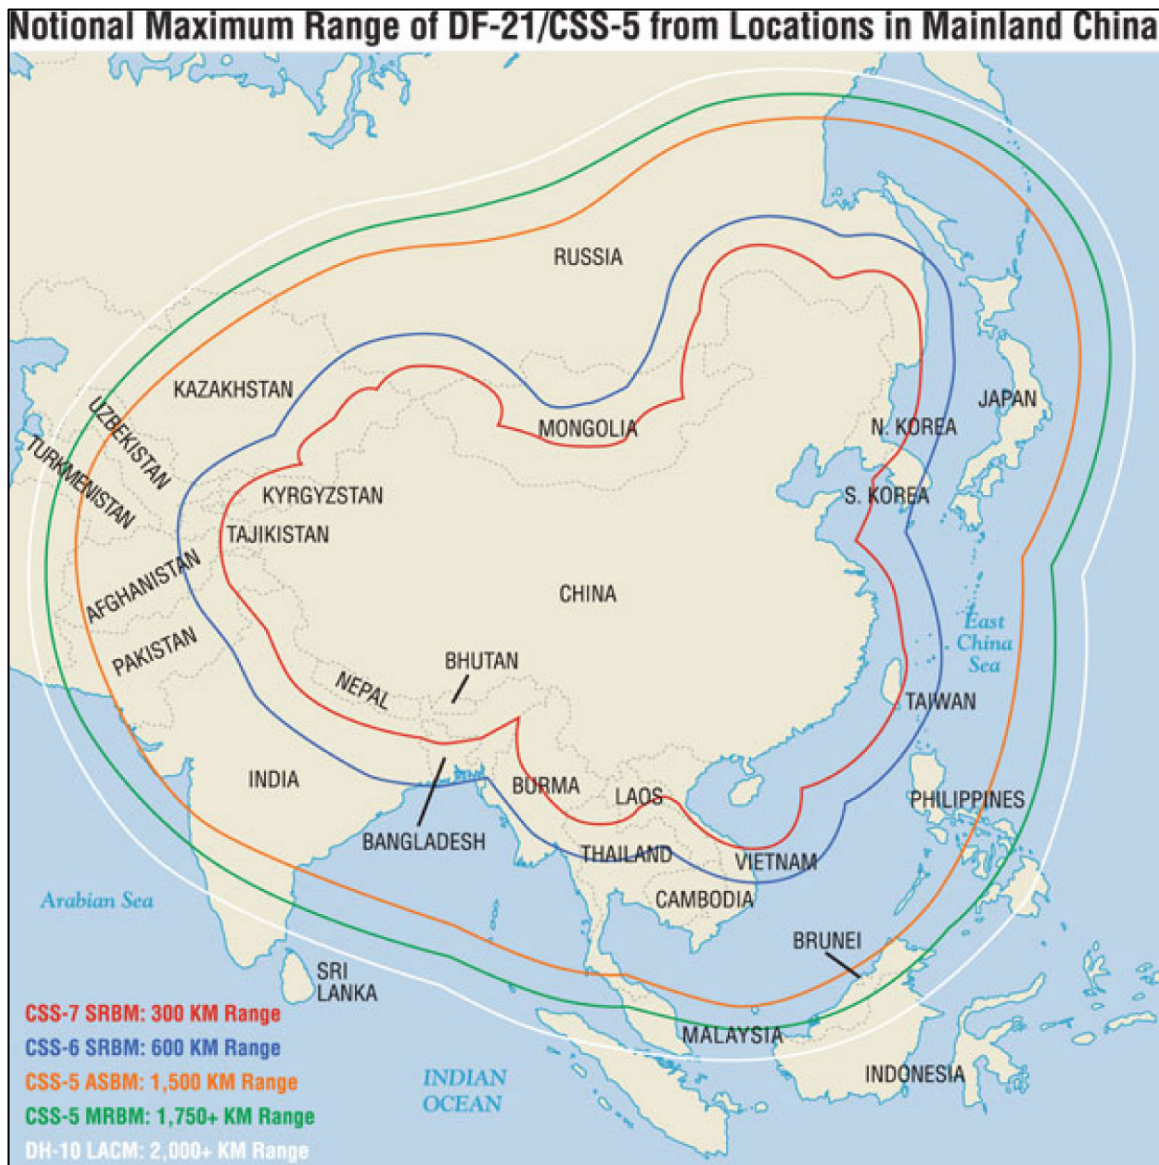 Notional Maximum Range of DF-21/CSS-5 from Locations in Mainland China
RUSSIA
KAZAKHSTAN
UZBEKISTAN
TURKMENISTAN
MONGOLIA
JAPAN
N. KOREA
S. KOREA
KYRGYZSTAN
TAJIKISTAN
AFGHANISTAN
PAKISTAN
CHINA
East
China
Sea
BHUTAN
NEPAL
TAIWAN
INDIA
BURMA
LAOS
PHILIPPINES
BANGLADESH
THAILAND
VIETNAM
CAMBODIA
Arabian Sea
BRUNEI
SRI
LANKA
MALAYSIA
INDONESIA
INDIAN
OCEAN
CSS-7 SRBM: 300 KM Range
CSS-6 SRBM: 600 KM Range
CSS-5 ASBM: 1,500 KM Range
CSS-5 MRBM: 1,750+ KM Range
DH-10 LACM: 2,000+ KM Range